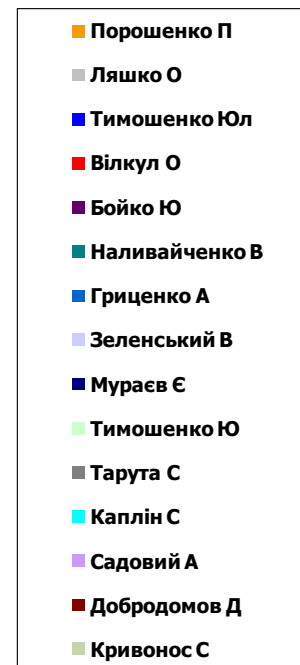 Порошенко П
Ляшко О
Тимошенко Юл
Вілкул О
Бойко Ю
Наливайченко В
Гриценко А
Зеленський В
Мураєв Є
Тимошенко Ю
Тарута С
Каплін С
Садовий А
Добродомов Д
Кривонос С